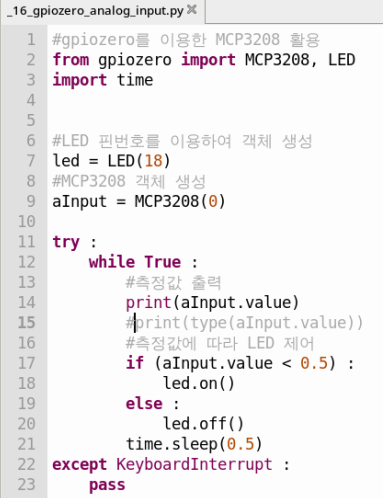 _16_gpiozero_analog_input.py ✕
1 #gpiozero를 이용한 MCP3208 활용
2 from gpiozero import MCP3208, LED
3 import time
4
5
6 #LED 핀번호를 이용하여 객체 생성
7 led = LED(18)
8 #MCP3208 객체 생성
9 aInput = MCP3208(0)
10
11 try :
12     while True :
13         #측정값 출력
14         print(aInput.value)
15         #print(type(aInput.value))
16         #측정값에 따라 LED 제어
17         if (aInput.value < 0.5) :
18             led.on()
19         else :
20             led.off()
21         time.sleep(0.5)
22 except KeyboardInterrupt :
23     pass